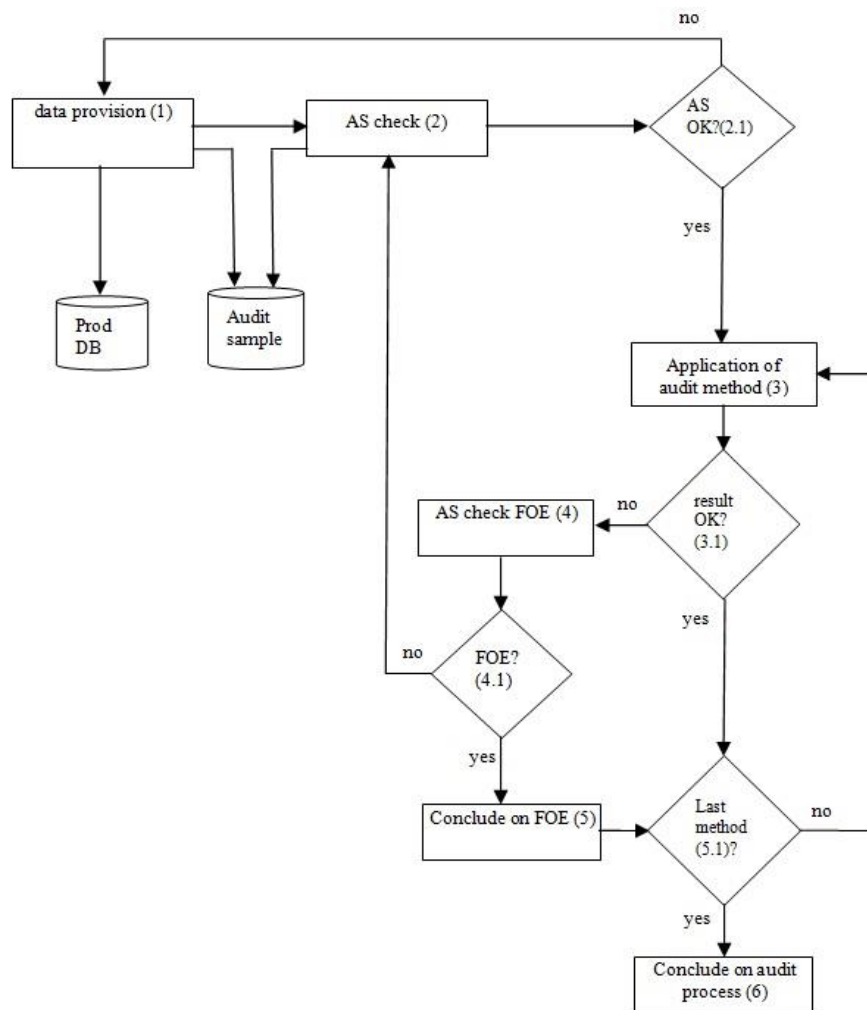 no
data provision (1)
AS check (2)
AS
OK?(2.1)
yes
Prod
DB
Audit
sample
Application of
audit method (3)
result
OK?
(3.1)
no
AS check FOE (4)
yes
no
FOE?
(4.1)
yes
Conclude on FOE (5)
Last
method
(5.1)?
no
yes
Conclude on audit
process (6)